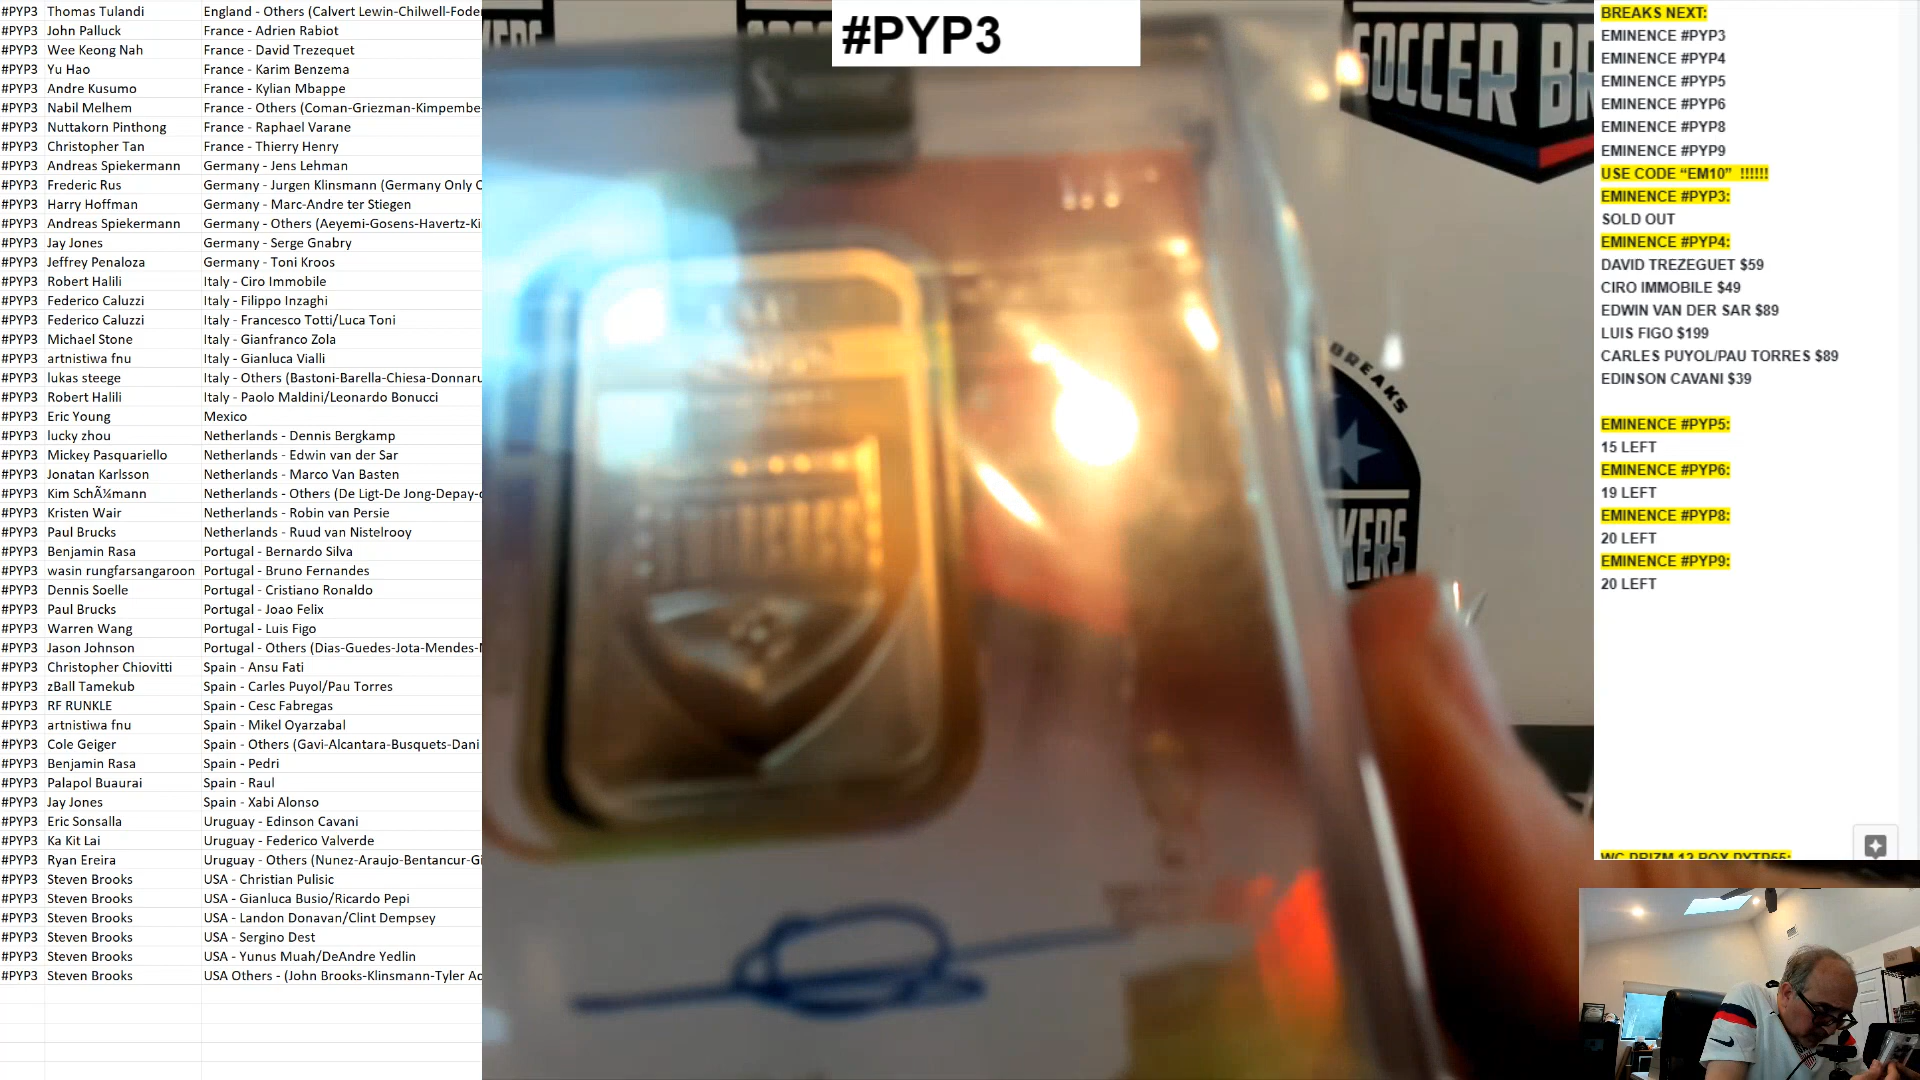 #PYP3 Thomas Tulandi England - Others (Calvert Lewin-Chilwell-Fode
#PYP3 John Palluck France - Adrien Rabiot
#PYP3 Wee Keong Nah France - David Trezequet
#PYP3 Yu Hao France - Karim Benzema
#PYP3 Andre Kusumo France - Kylian Mbappe
#PYP3 Nabil Melhem France - Others (Coman-Griezman-Kimpembe-
#PYP3 Nuttakorn Pinthong France - Raphael Varane
#PYP3 Christopher Tan France - Thierry Henry
#PYP3 Andreas Spiekermann Germany - Jens Lehman
#PYP3 Frederic Rus Germany - Jurgen Klinsmann (Germany Only C
#PYP3 Harry Hoffman Germany - Marc-Andre ter Stiegen
#PYP3 Andreas Spiekermann Germany - Others (Aeyemi-Gosens-Havertz-Ki
#PYP3 Jay Jones Germany - Serge Gnabry
#PYP3 Jeffrey Penaloza Germany - Toni Kroos
#PYP3 Robert Halili Italy - Ciro Immobile
#PYP3 Federico Caluzzi Italy - Filippo Inzaghi
#PYP3 Federico Caluzzi Italy - Francesco Totti/Luca Toni
#PYP3 Michael Stone Italy - Gianfranco Zola
#PYP3 artnistiwa fnu Italy - Gianluca Vialli
#PYP3 lukas steege Italy - Others (Bastoni-Barella-Chiesa-Donnaru
#PYP3 Robert Halili Italy - Paolo Maldini/Leonardo Bonucci
#PYP3 Eric Young Mexico
#PYP3 lucky zhou Netherlands - Dennis Bergkamp
#PYP3 Mickey Pasquariello Netherlands - Edwin van der Sar
#PYP3 Jonatan Karlsson Netherlands - Marco Van Basten
#PYP3 Kim SchÃ¼mann Netherlands - Others (De Ligt-De Jong-Depay-
#PYP3 Kristen Wair Netherlands - Robin van Persie
#PYP3 Paul Brucks Netherlands - Ruud van Nistelrooy
#PYP3 Benjamin Rasa Portugal - Bernardo Silva
#PYP3 wasin rungfarsangaroon Portugal - Bruno Fernandes
#PYP3 Dennis Soelle Portugal - Cristiano Ronaldo
#PYP3 Paul Brucks Portugal - Joao Felix
#PYP3 Warren Wang Portugal - Luis Figo
#PYP3 Jason Johnson Portugal - Others (Dias-Guedes-Jota-Mendes-
#PYP3 Christopher Chiovitti Spain - Ansu Fati
#PYP3 zBall Tamekub Spain - Carles Puyol/Pau Torres
#PYP3 RF RUNKLE Spain - Cesc Fabregas
#PYP3 artnistiwa fnu Spain - Mikel Oyarzabal
#PYP3 Cole Geiger Spain - Others (Gavi-Alcantara-Busquets-Dani
#PYP3 Benjamin Rasa Spain - Pedri
#PYP3 Palapol Buaurai Spain - Raul
#PYP3 Jay Jones Spain - Xabi Alonso
#PYP3 Eric Sonsalla Uruguay - Edinson Cavani
#PYP3 Ka Kit Lai Uruguay - Federico Valverde
#PYP3 Ryan Ereira Uruguay - Others (Nunez-Araujo-Bentancur-Gi
#PYP3 Steven Brooks USA - Christian Pulisic
#PYP3 Steven Brooks USA - Gianluca Busio/Ricardo Pepi
#PYP3 Steven Brooks USA - Landon Donavan/Clint Dempsey
#PYP3 Steven Brooks USA - Sergino Dest
#PYP3 Steven Brooks USA - Yunus Muah/DeAndre Yedlin
#PYP3 Steven Brooks USA Others - (John Brooks-Klinsmann-Tyler Ac
#PYP3
SOCCER BR
BREAKS
KERS
BREAKS NEXT:
EMINENCE #PYP3
EMINENCE #PYP4
EMINENCE #PYP5
EMINENCE #PYP6
EMINENCE #PYP8
EMINENCE #PYP9
USE CODE “EM10” !!!!!!
EMINENCE #PYP3:
SOLD OUT
EMINENCE #PYP4:
DAVID TREZEGUET $59
CIRO IMMOBILE $49
EDWIN VAN DER SAR $89
LUIS FIGO $199
CARLES PUYOL/PAU TORRES $89
EDINSON CAVANI $39
EMINENCE #PYP5:
15 LEFT
EMINENCE #PYP6:
19 LEFT
EMINENCE #PYP8:
20 LEFT
EMINENCE #PYP9:
20 LEFT
WC PRIZM 12 BOX PYTP55: